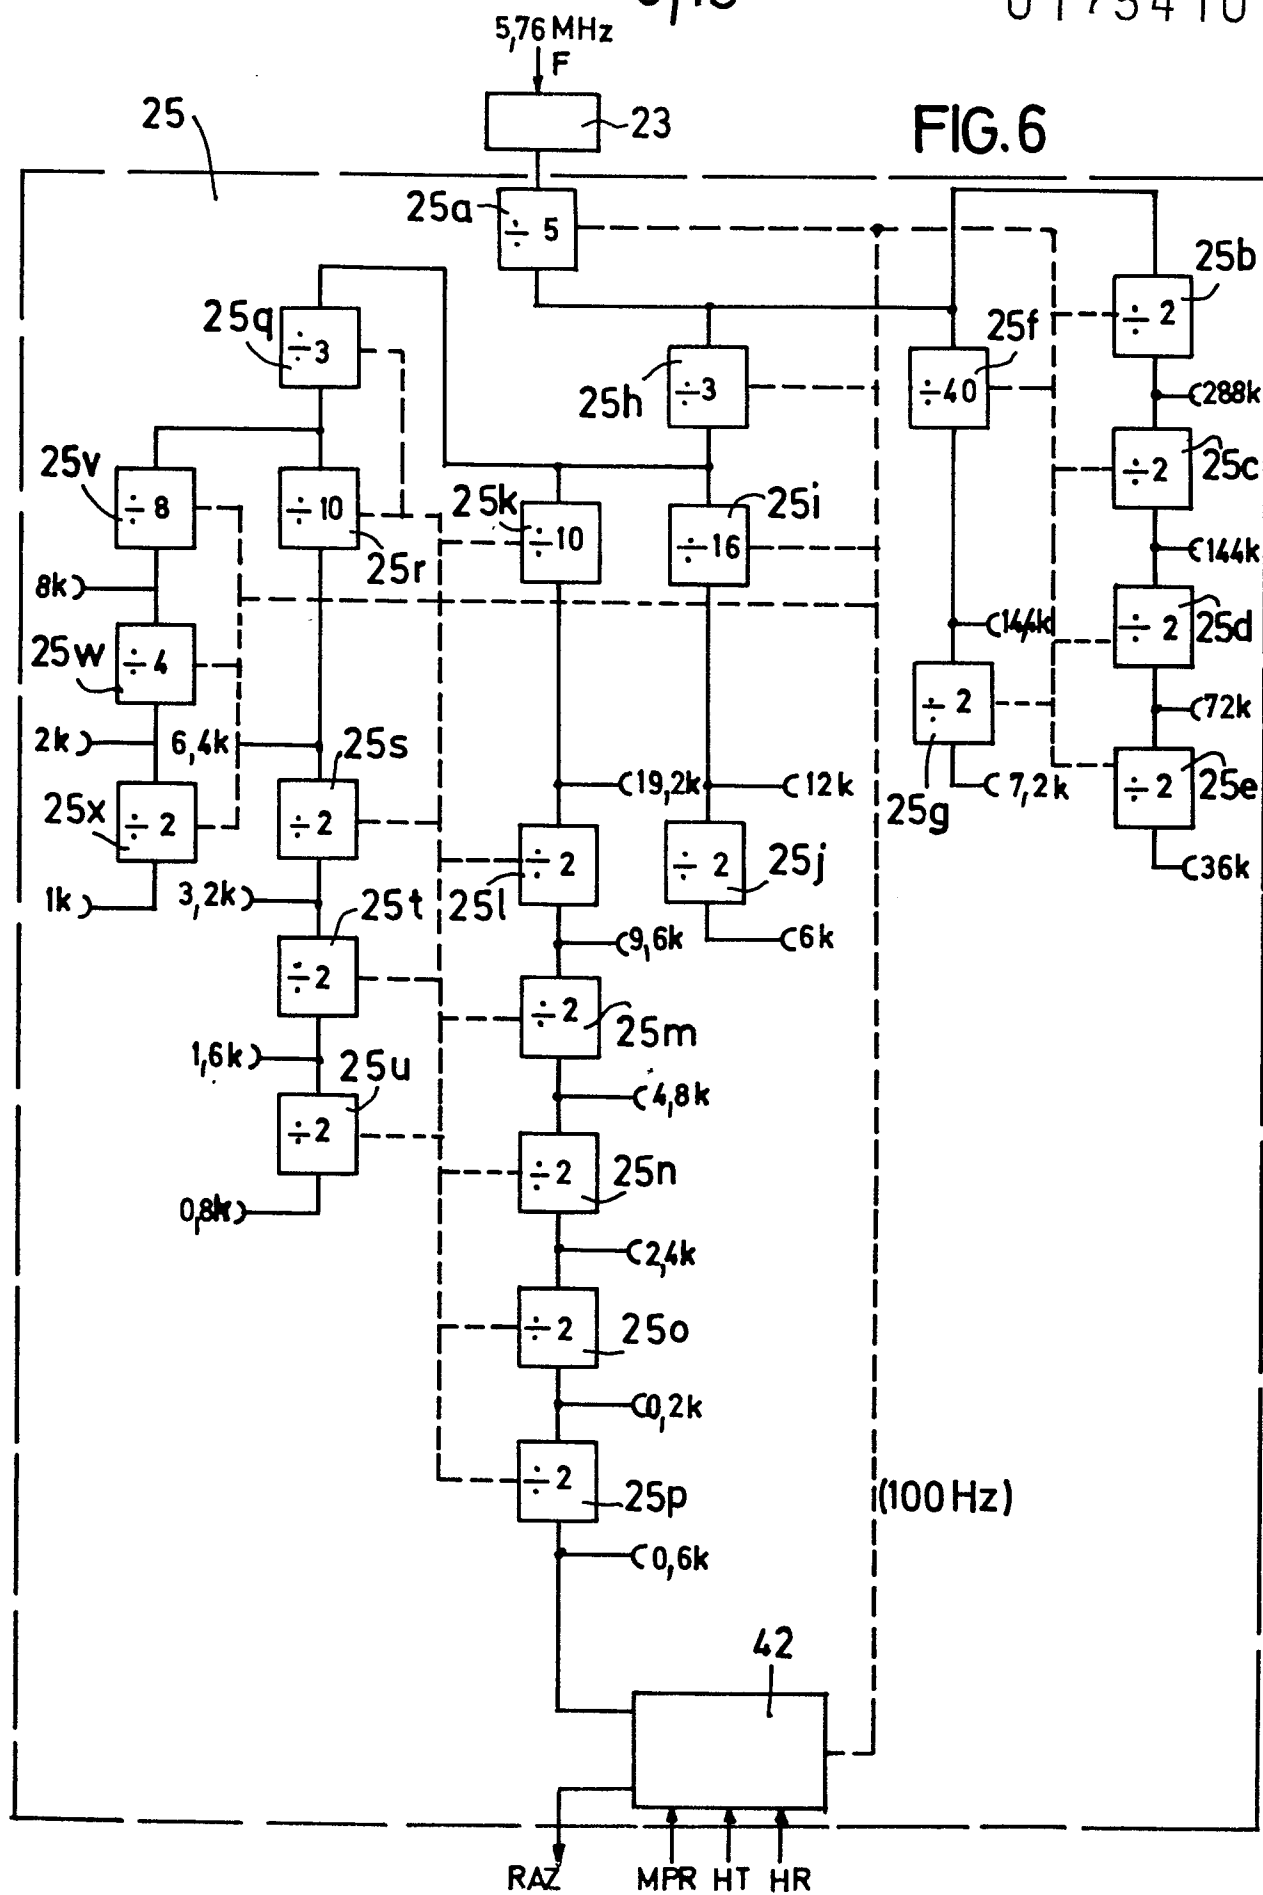 5,76 MHz
F
23
FIG.6
25
25a
÷ 5
25b
÷ 2
25q
÷3
25f
÷40
25h
÷3
288k
25v
÷ 8
÷ 10
25r
25k
÷10
25i
÷16
÷2
25c
8k
144k
25w
÷4
14,4k
÷ 2
25d
2k
6,4k
25s
÷ 2
25g
72k
25x
÷ 2
÷2
19,2k
12k
7,2k
÷ 2
25e
1k
3,2k
25t
25l
÷ 2
÷ 2
25j
36k
÷2
9,6k
6k
1,6k
25u
÷2
25m
÷2
4,8k
0,8k
÷2
25n
2,4k
÷2
25o
0,2k
÷2
25p
(100 Hz)
0,6k
42
RAZ
MPR HT HR